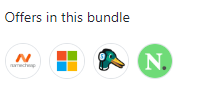 Offers in this bundle
namecheap
N.